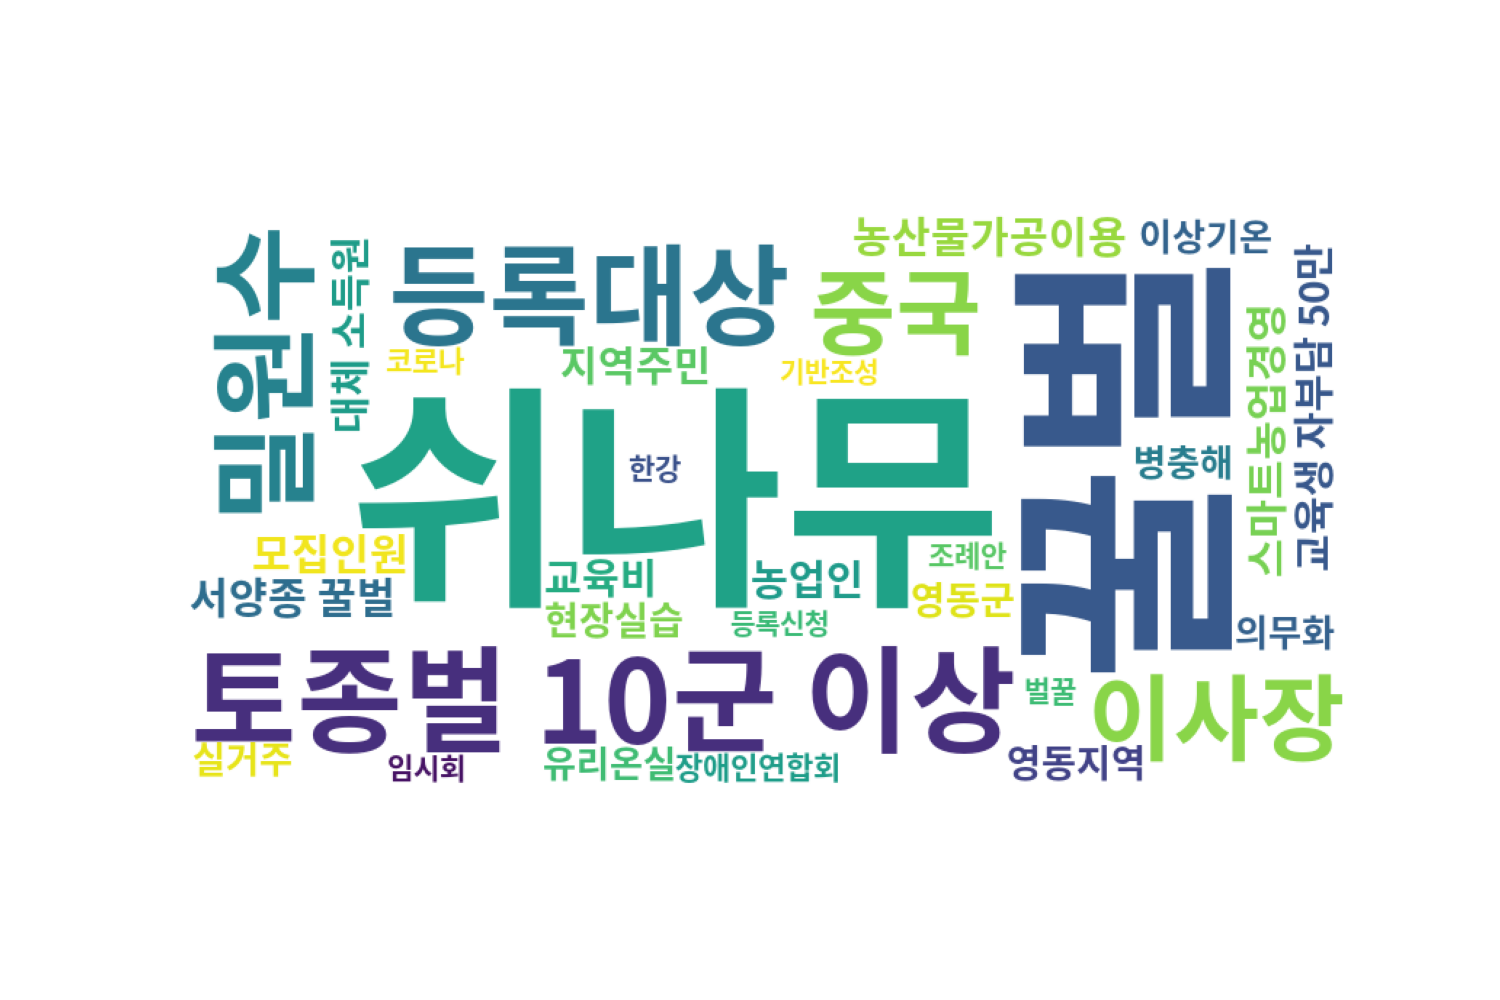 농산물가공이용
이상기온
밀원수
대체 소득원
등록대상
중국
꿀벌
교육생 자부담 50만
스마트농업경영
코로나
지역주민
기반조성
쉬나무
한강
병충해
모집인원
서양종 꿀벌
교육비
농업인
조례안
영동군
현장실습
등록신청
의무화
토종벌 10군 이상
벌꿀
이사장
실거주
임시회
유리온실
장애인연합회
영동지역